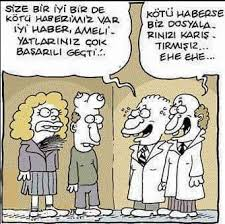 SİZE BİR İYİ BİR DE
KÖTÜ HABERİMİZ VAR
İYİ HABER, AMELİ-
YATLARINIZ ÇOK
BAŞARILI GEÇTİ..
KÖTÜ HABERSE
BİZ DOSYALA-
RINIZI KARIŞ-
TIRMIŞIZ...
EHE EHE...